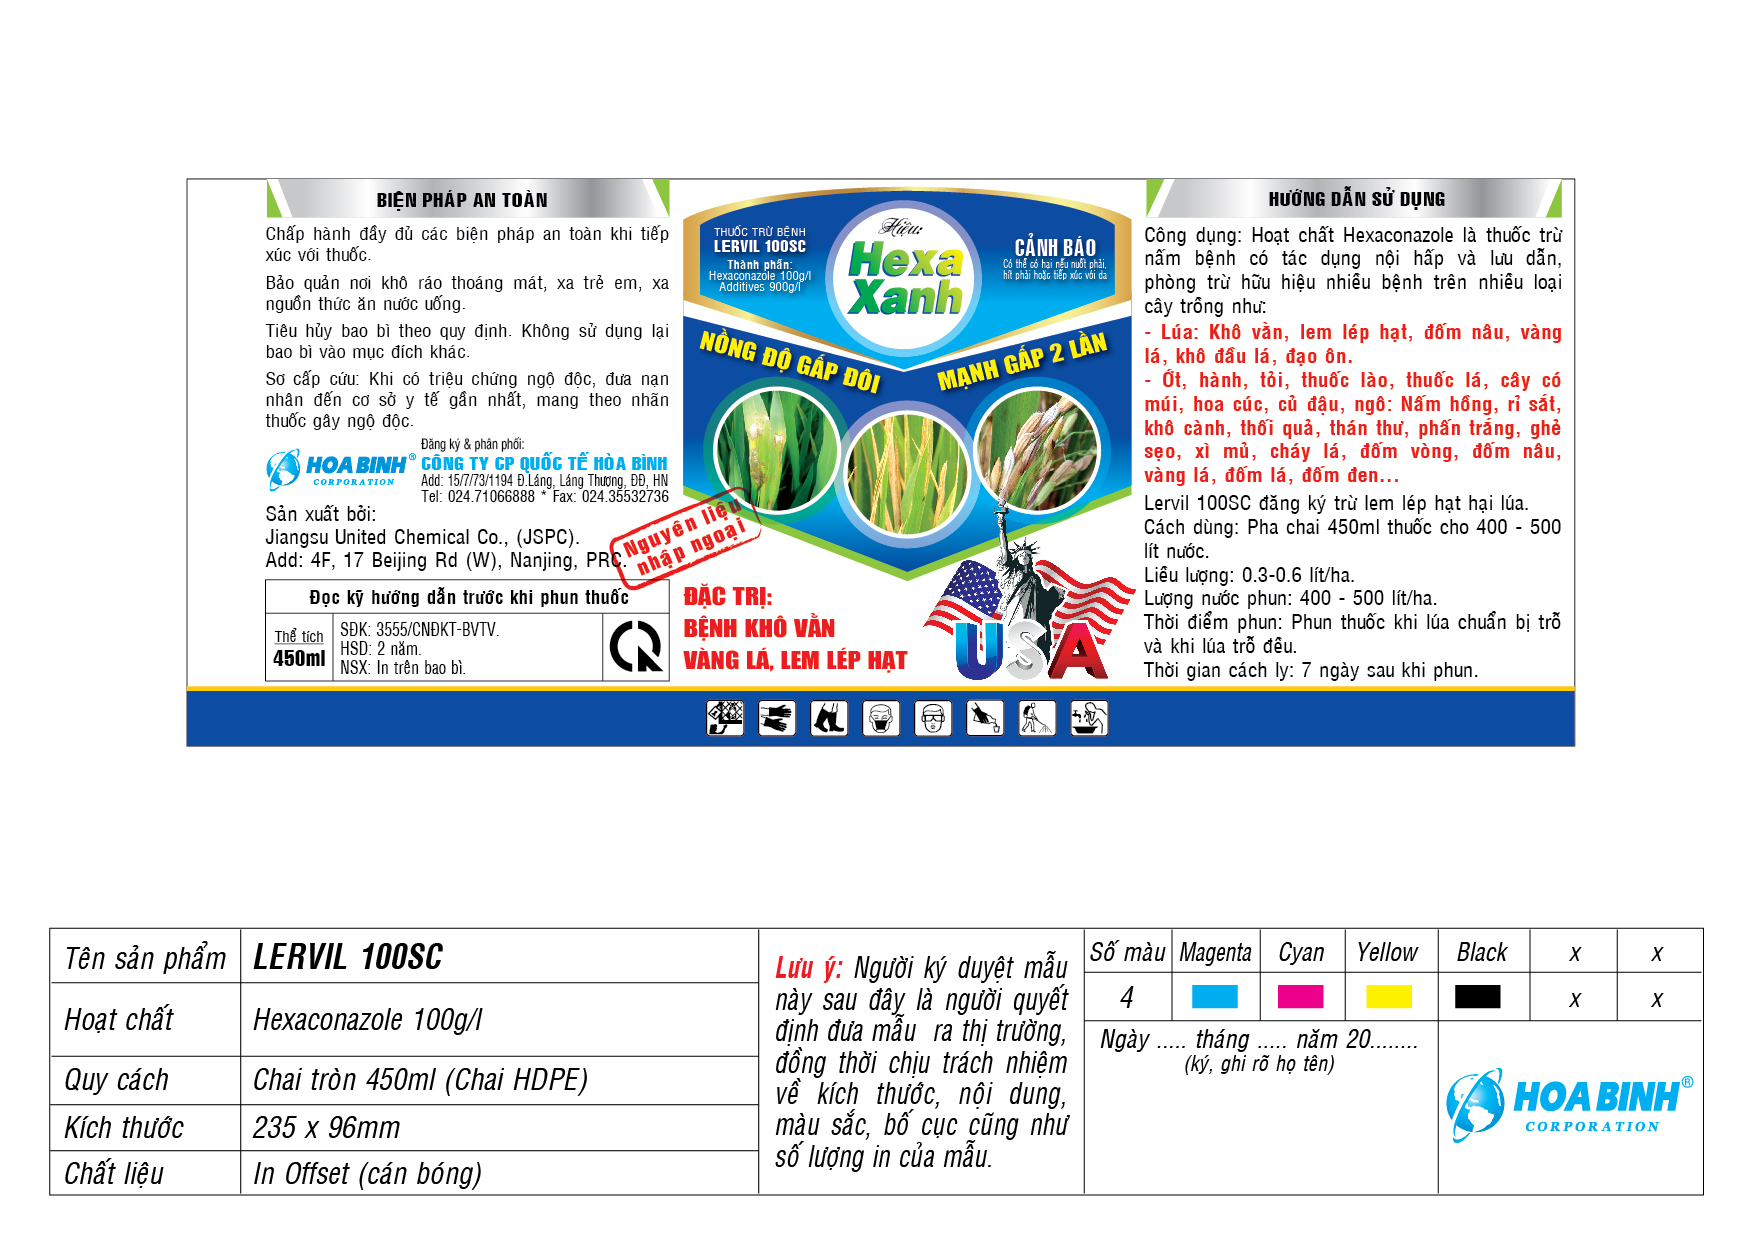 BIỆN PHÁP AN TOÀN
Chấp hành đầy đủ các biện pháp an toàn khi tiếp
xúc với thuốc.
Bảo quản nơi khô ráo thoáng mát, xa trẻ em, xa
nguồn thức ăn nước uống.
Tiêu hủy bao bì theo quy định. Không sử dụng lại
bao bì vào mục đích khác.
Sơ cấp cứu: Khi có triệu chứng ngộ độc, đưa nạn
nhân đến cơ sở y tế gần nhất, mang theo nhãn
thuốc gây ngộ độc.
HOA BINH®
CORPORATION
Đăng ký & phân phối:
CÔNG TY CP QUỐC TẾ HÒA BÌNH
Add: 15/7/73/1194 Đ.Láng, Láng Thượng, ĐĐ, HN
Tel: 024.71066888 * Fax: 024.35532736
Sản xuất bởi:
Jiangsu United Chemical Co., (JSPC).
Add: 4F, 17 Beijing Rd (W), Nanjing, PRC.
Đọc kỹ hướng dẫn trước khi phun thuốc
Thể tích
450ml
SĐK: 3555/CNĐKT-BVTV.
HSD: 2 năm.
NSX: In trên bao bì.
THUỐC TRỪ BỆNH
LERVIL 100SC
Thành phần:
Hexaconazole 100g/l
Additives 900g/l
Hiệu:
Hexa
Xanh
CẢNH BÁO
Có thể có hại nếu nuốt phải,
hít phải hoặc tiếp xúc với da
NỒNG ĐỘ GẤP ĐÔI
MẠNH GẤP 2 LẦN
Nguyên liệu
nhập ngoại
ĐẶC TRỊ:
BỆNH KHÔ VẰN
VÀNG LÁ, LEM LÉP HẠT
USA
HƯỚNG DẪN SỬ DỤNG
Công dụng: Hoạt chất Hexaconazole là thuốc trừ
nấm bệnh có tác dụng nội hấp và lưu dẫn,
phòng trừ hữu hiệu nhiều bệnh trên nhiều loại
cây trồng như:
- Lúa: Khô vằn, lem lép hạt, đốm nâu, vàng
lá, khô đầu lá, đạo ôn.
- Ớt, hành, tỏi, thuốc lào, thuốc lá, cây có
múi, hoa cúc, củ đậu, ngô: Nấm hồng, rỉ sắt,
khô cành, thối quả, thán thư, phấn trắng, ghẻ
sẹo, xì mủ, cháy lá, đốm vòng, đốm nâu,
vàng lá, đốm lá, đốm đen...
Lervil 100SC đăng ký trừ lem lép hạt hại lúa.
Cách dùng: Pha chai 450ml thuốc cho 400 - 500
lít nước.
Liều lượng: 0.3-0.6 lít/ha.
Lượng nước phun: 400 - 500 lít/ha.
Thời điểm phun: Phun thuốc khi lúa chuẩn bị trỗ
và khi lúa trỗ đều.
Thời gian cách ly: 7 ngày sau khi phun.
Tên sản phẩm LERVIL 100SC
Hoạt chất Hexaconazole 100g/l
Quy cách Chai tròn 450ml (Chai HDPE)
Kích thước 235 x 96mm
Chất liệu In Offset (cán bóng)
Lưu ý: Người ký duyệt mẫu
này sau đây là người quyết
định đưa mẫu ra thị trường,
đồng thời chịu trách nhiệm
về kích thước, nội dung,
màu sắc, bố cục cũng như
số lượng in của mẫu.
Số màu Magenta Cyan Yellow Black x x
4 x x
Ngày ..... tháng ..... năm 20........
(ký, ghi rõ họ tên)
HOA BINH®
CORPORATION